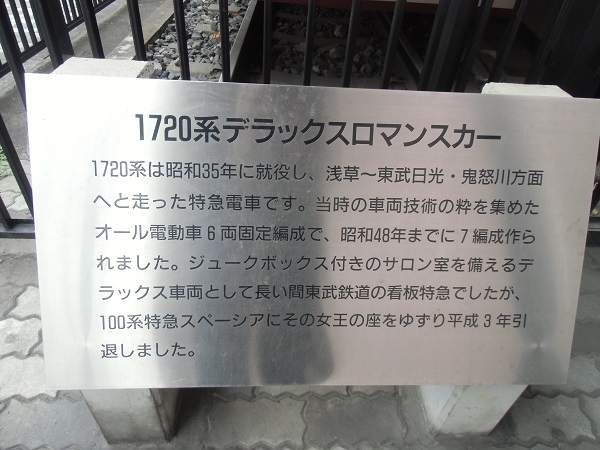 1720系デラックスロマンスカー
1720系は昭和35年に就役し、浅草〜東武日光・鬼怒川方面
へと走った特急電車です。当時の車両技術の粋を集めた
オール電動車6両固定編成で、昭和48年までに7編成作ら
れました。ジュークボックス付きのサロン室を備えるデ
ラックス車両として長い間東武鉄道の看板特急でしたが、
100系特急スペーシアにその女王の座をゆずり平成3年引
退しました。